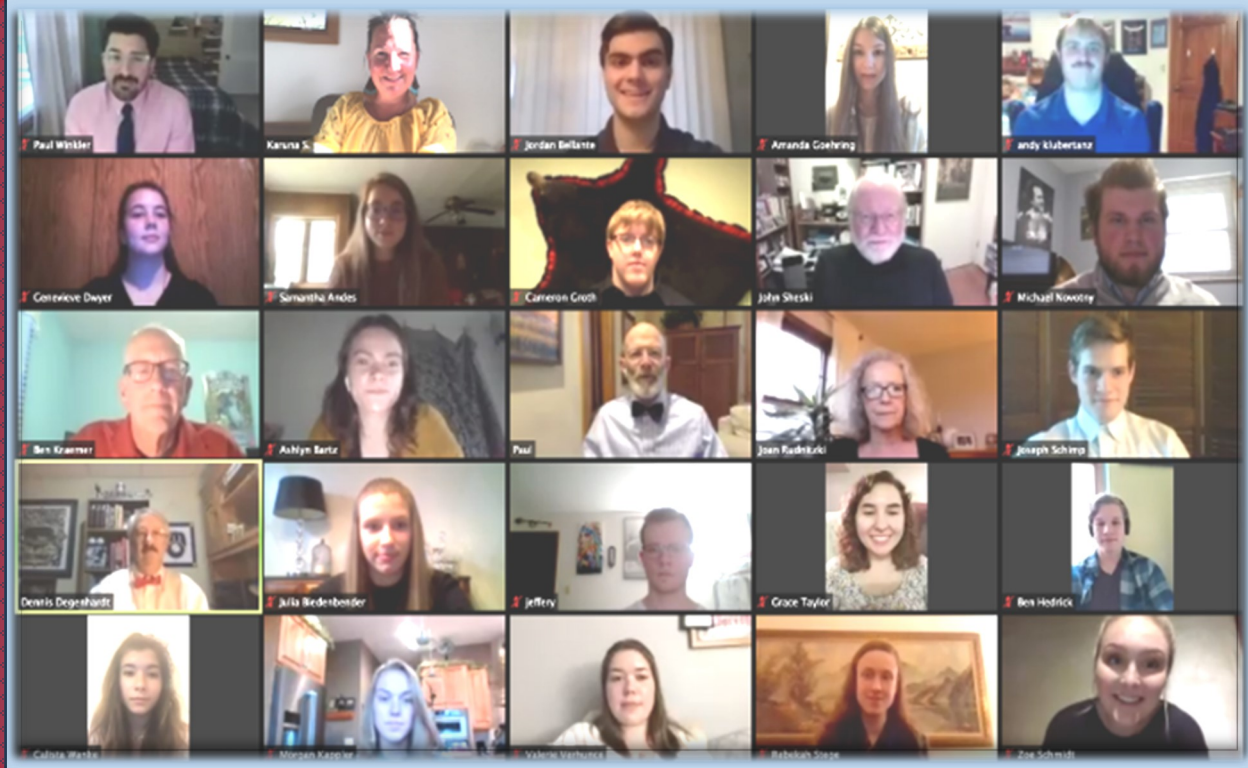 Paul Winkler
Karuna S.
Jordan Bellante
Amanda Goehring
andy klubertanz
Genevieve Dwyer
Samantha Andes
Cameron Groth
John Sheski
Michael Novotny
Ben Kraemer
Ashlyn Bartz
Paul
Joan Rudnitzki
Joseph Schimp
Dennis Degenhardt
Julia Biedenbender
jeffery
Grace Taylor
Ben Hedrick
Morgan Kappler
Rebekah Stege
Zoe Schmidt